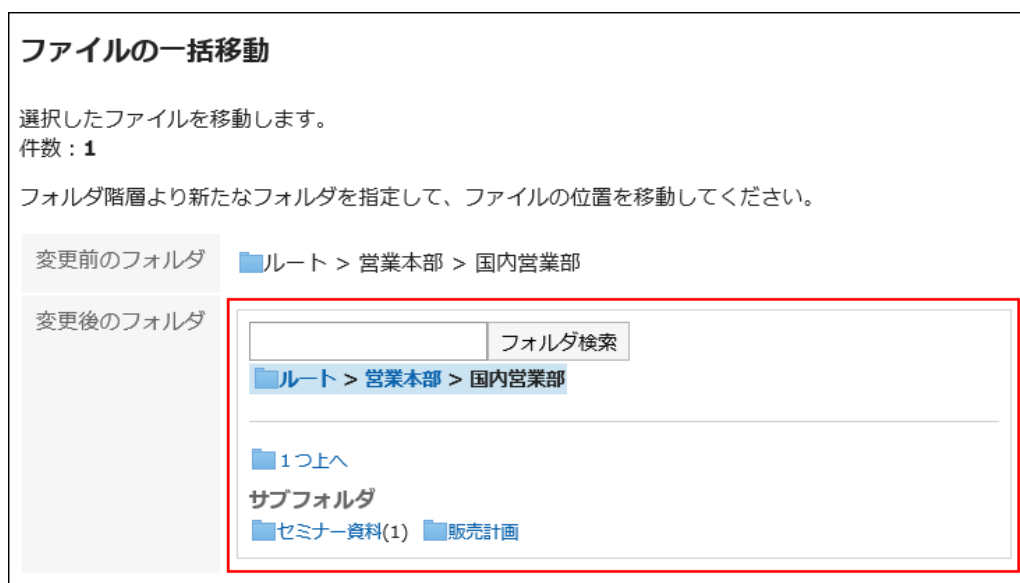 ファイルの一括移動
選択したファイルを移動します。
件数：1
フォルダ階層より新たなフォルダを指定して、ファイルの位置を移動してください。
変更前のフォルダ ルート > 営業本部 > 国内営業部
変更後のフォルダ
フォルダ検索
ルート > 営業本部 > 国内営業部
1つ上へ
サブフォルダ
セミナー資料(1) 販売計画